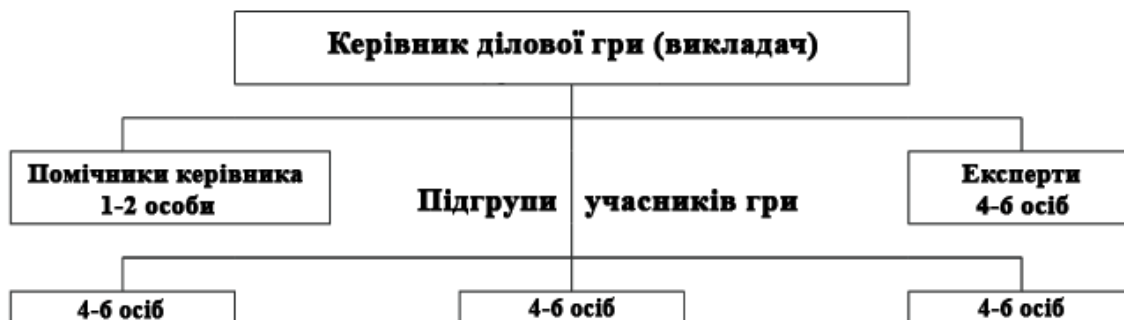 Керівник ділової гри (викладач)
Помічники керівника
1-2 особи
Експерти
4-6 осіб
Підгрупи учасників гри
4-6 осіб
4-6 осіб
4-6 осіб